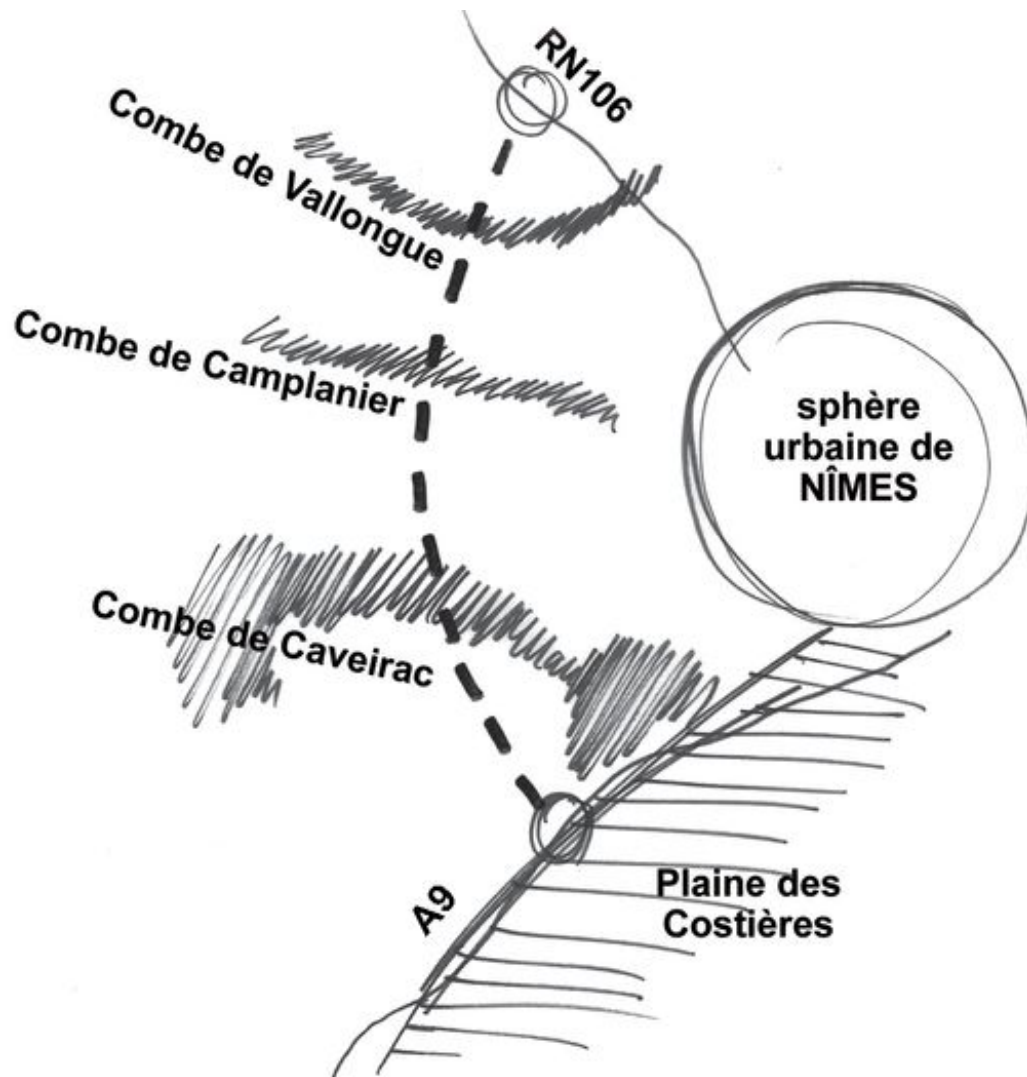 RN106
Combe de Vallongue
Combe de Camplanier
sphère
urbaine de
NÎMES
Combe de Caveirac
Plaine des
Costières
A9